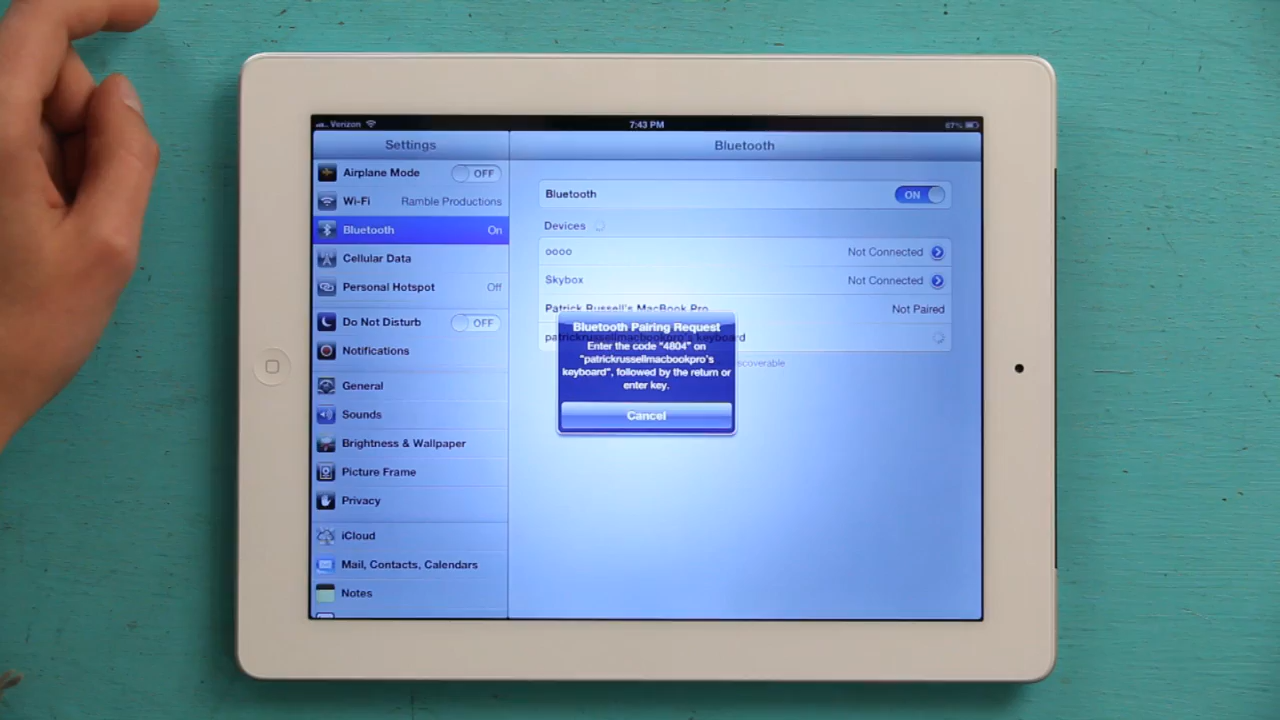 Verizon
7:43 PM
Settings
Bluetooth
Airplane Mode OFF
Wi-Fi Ramble Productions
Bluetooth On
Cellular Data
Personal Hotspot Off
Do Not Disturb OFF
Notifications
General
Sounds
Brightness & Wallpaper
Picture Frame
Privacy
iCloud
Mail, Contacts, Calendars
Notes
Bluetooth ON
Devices
oooo Not Connected
Skybox Not Connected
Patrick Russell's MacBook Pro Not Paired
patrickrussellmacbookpro's keyboard
Bluetooth Pairing Request
Enter the code "4804" on
"patrickrussellmacbookpro's
keyboard", followed by the return or
enter key.
Cancel